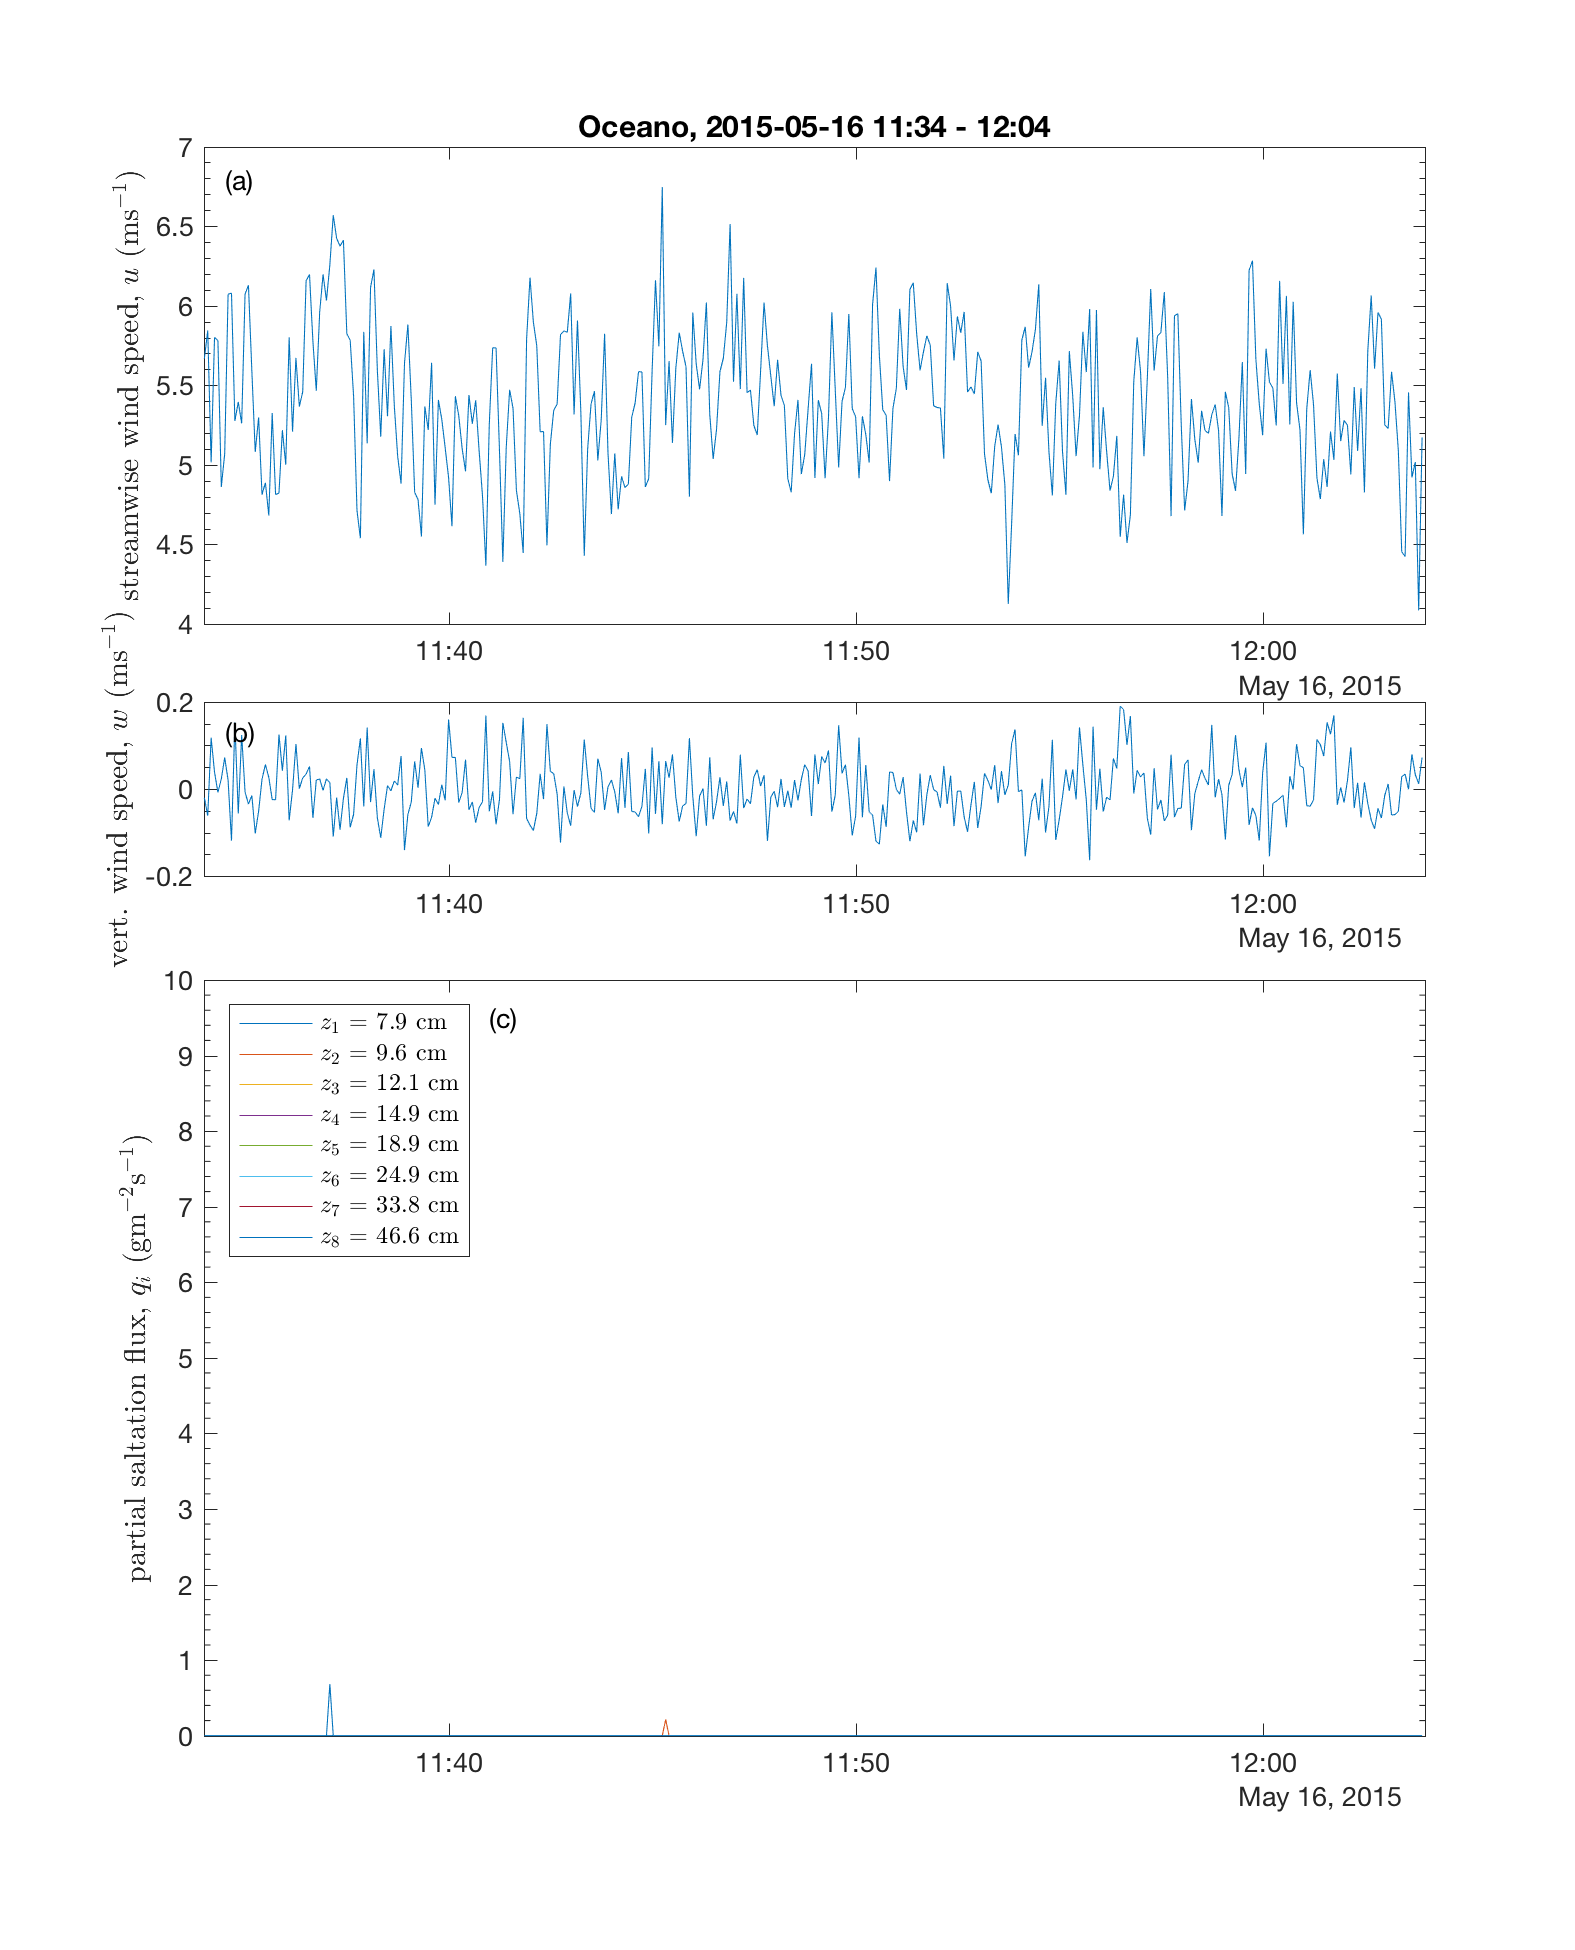 Oceano, 2015-05-16 11:34 - 12:04
(a)
streamwise wind speed, u (ms⁻¹)
7
6.5
6
5.5
5
4.5
4
11:40 11:50 12:00
May 16, 2015
(b)
vert. wind speed, w (ms⁻¹)
0.2
0
-0.2
11:40 11:50 12:00
May 16, 2015
(c)
partial saltation flux, qᵢ (gm⁻²s⁻¹)
10
9
8
7
6
5
4
3
2
1
0
z₁ = 7.9 cm
z₂ = 9.6 cm
z₃ = 12.1 cm
z₄ = 14.9 cm
z₅ = 18.9 cm
z₆ = 24.9 cm
z₇ = 33.8 cm
z₈ = 46.6 cm
11:40 11:50 12:00
May 16, 2015